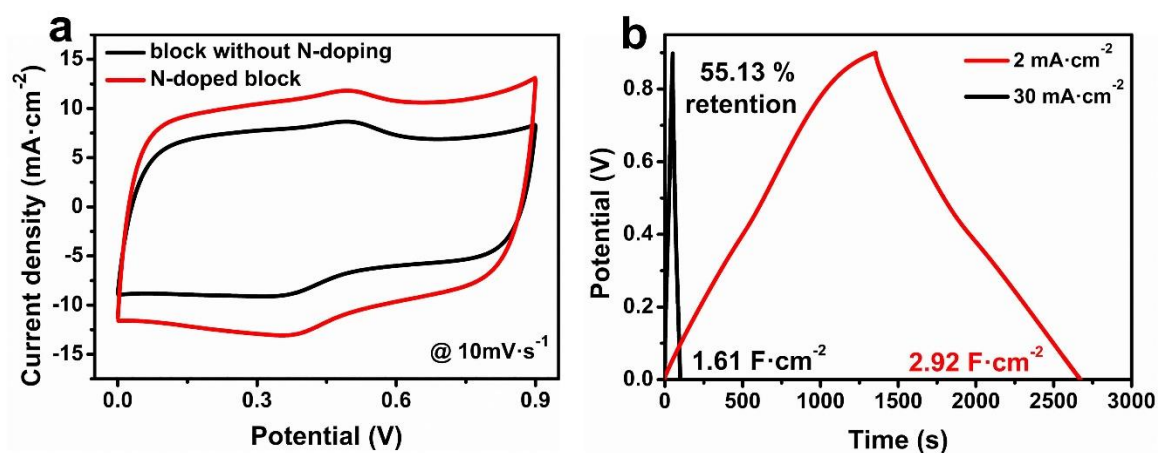 a
block without N-doping
N-doped block
Current density (mA·cm⁻²)
15
10
5
0
-5
-10
-15
@ 10mV·s⁻¹
0.0
0.3
0.6
0.9
Potential (V)
b
55.13 %
retention
2 mA·cm⁻²
30 mA·cm⁻²
Potential (V)
0.8
0.6
0.4
0.2
0.0
1.61 F·cm⁻²
2.92 F·cm⁻²
0
500
1000
1500
2000
2500
3000
Time (s)